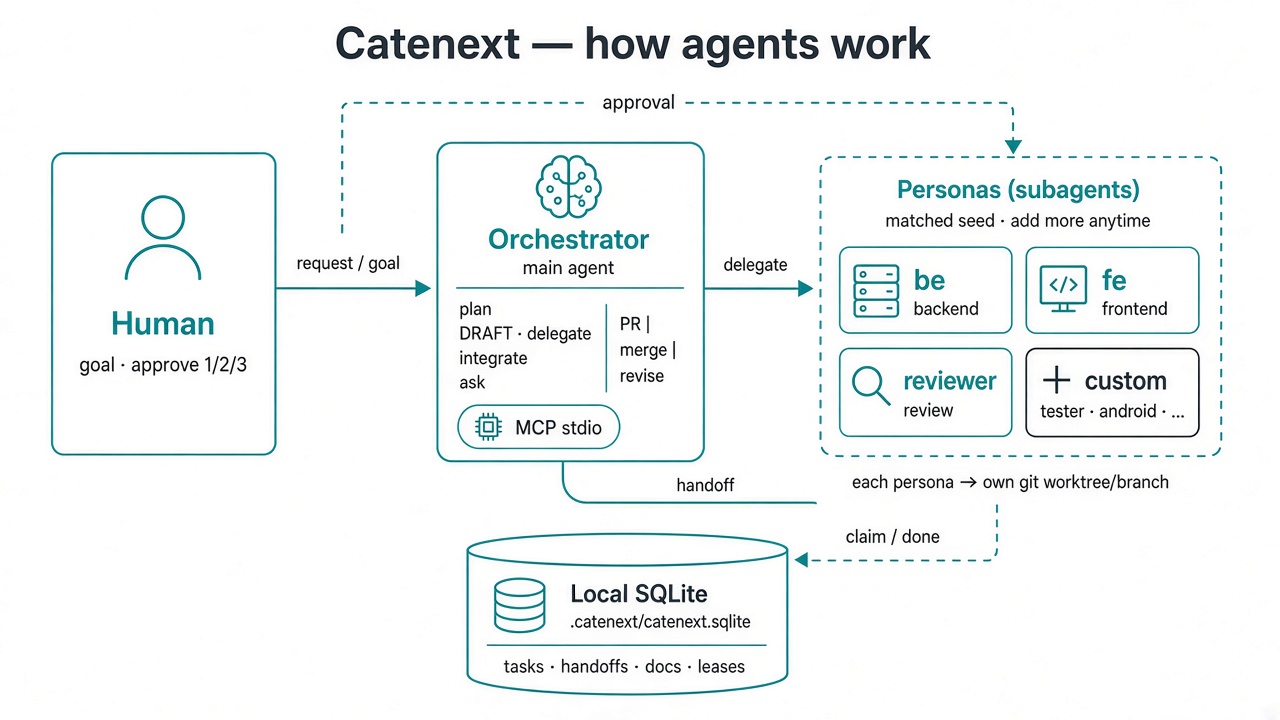 Catenext — how agents work
approval
Human
goal · approve 1/2/3
request / goal
Orchestrator
main agent
plan
DRAFT · delegate
integrate
ask
PR |
merge |
revise
MCP stdio
delegate
Personas (subagents)
matched seed · add more anytime
be
backend
fe
frontend
reviewer
review
+ custom
tester · android · ...
handoff
each persona → own git worktree/branch
claim / done
Local SQLite
.catenext/catenext.sqlite
tasks · handoffs · docs · leases